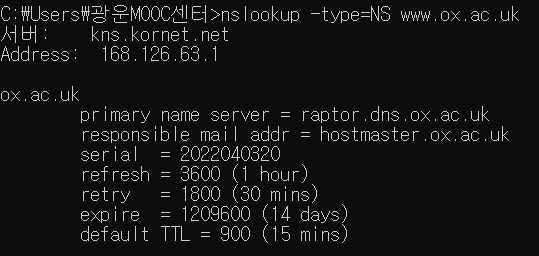 C:\Users\광운MOOC센터>nslookup -type=NS www.ox.ac.uk
서버:    kns.kornet.net
Address:  168.126.63.1

ox.ac.uk
        primary name server = raptor.dns.ox.ac.uk
        responsible mail addr = hostmaster.ox.ac.uk
        serial  = 2022040320
        refresh = 3600 (1 hour)
        retry   = 1800 (30 mins)
        expire  = 1209600 (14 days)
        default TTL = 900 (15 mins)